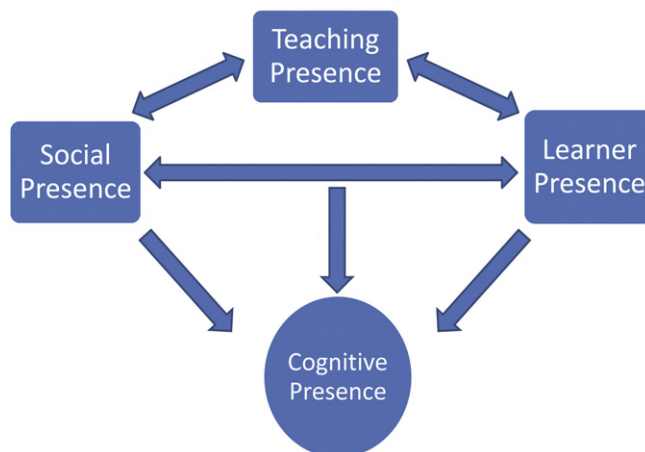 Teaching
Presence
Social
Presence
Learner
Presence
Cognitive
Presence